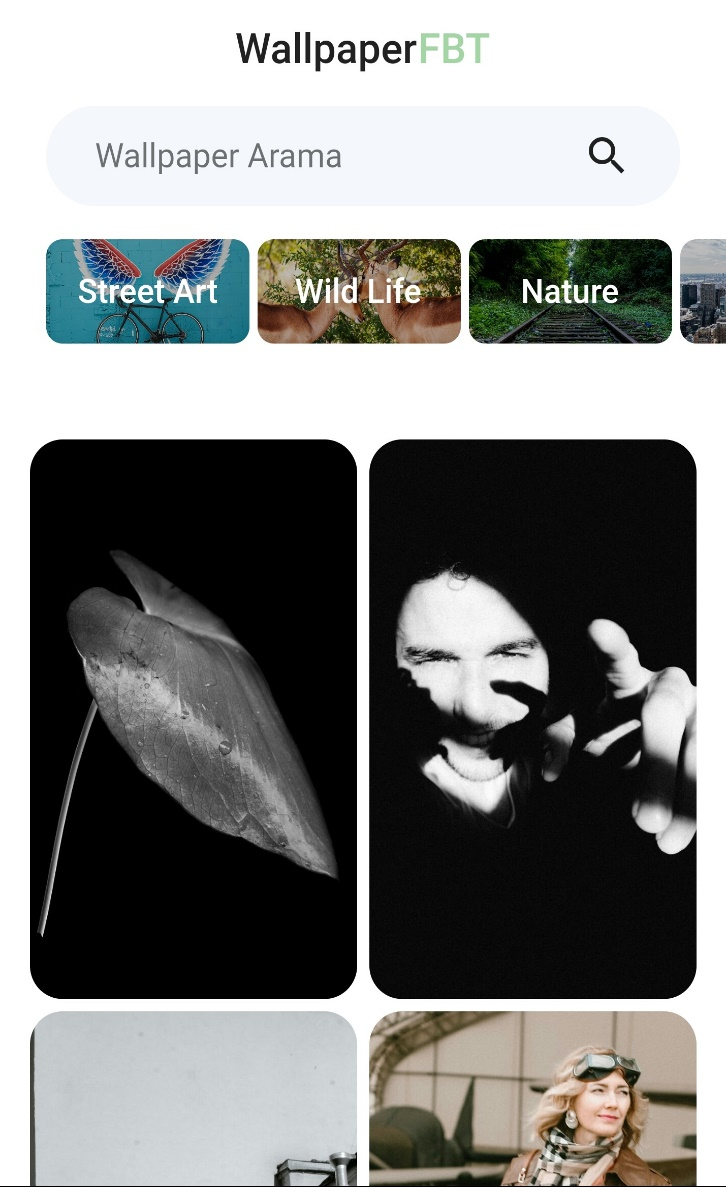 WallpaperFBT
Wallpaper Arama
Street Art
Wild Life
Nature